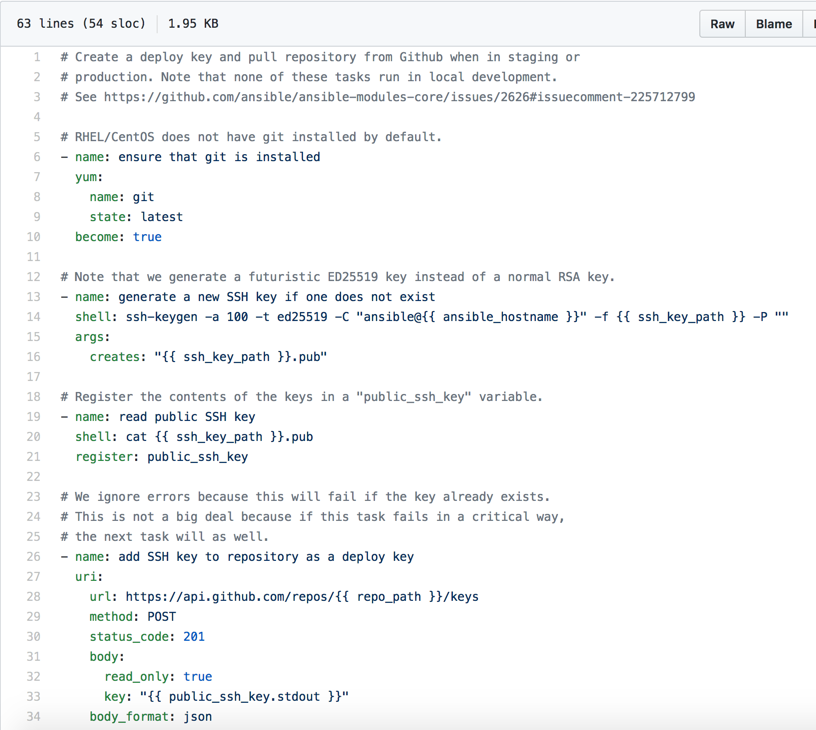 63 lines (54 sloc) 1.95 KB Raw Blame
1 # Create a deploy key and pull repository from Github when in staging or
2 # production. Note that none of these tasks run in local development.
3 # See https://github.com/ansible/ansible-modules-core/issues/2626#issuecomment-225712799
4
5 # RHEL/CentOS does not have git installed by default.
6 - name: ensure that git is installed
7 yum:
8 name: git
9 state: latest
10 become: true
11
12 # Note that we generate a futuristic ED25519 key instead of a normal RSA key.
13 - name: generate a new SSH key if one does not exist
14 shell: ssh-keygen -a 100 -t ed25519 -C "ansible@{{ ansible_hostname }}" -f {{ ssh_key_path }} -P ""
15 args:
16 creates: "{{ ssh_key_path }}.pub"
17
18 # Register the contents of the keys in a "public_ssh_key" variable.
19 - name: read public SSH key
20 shell: cat {{ ssh_key_path }}.pub
21 register: public_ssh_key
22
23 # We ignore errors because this will fail if the key already exists.
24 # This is not a big deal because if this task fails in a critical way,
25 # the next task will as well.
26 - name: add SSH key to repository as a deploy key
27 uri:
28 url: https://api.github.com/repos/{{ repo_path }}/keys
29 method: POST
30 status_code: 201
31 body:
32 read_only: true
33 key: "{{ public_ssh_key.stdout }}"
34 body_format: json